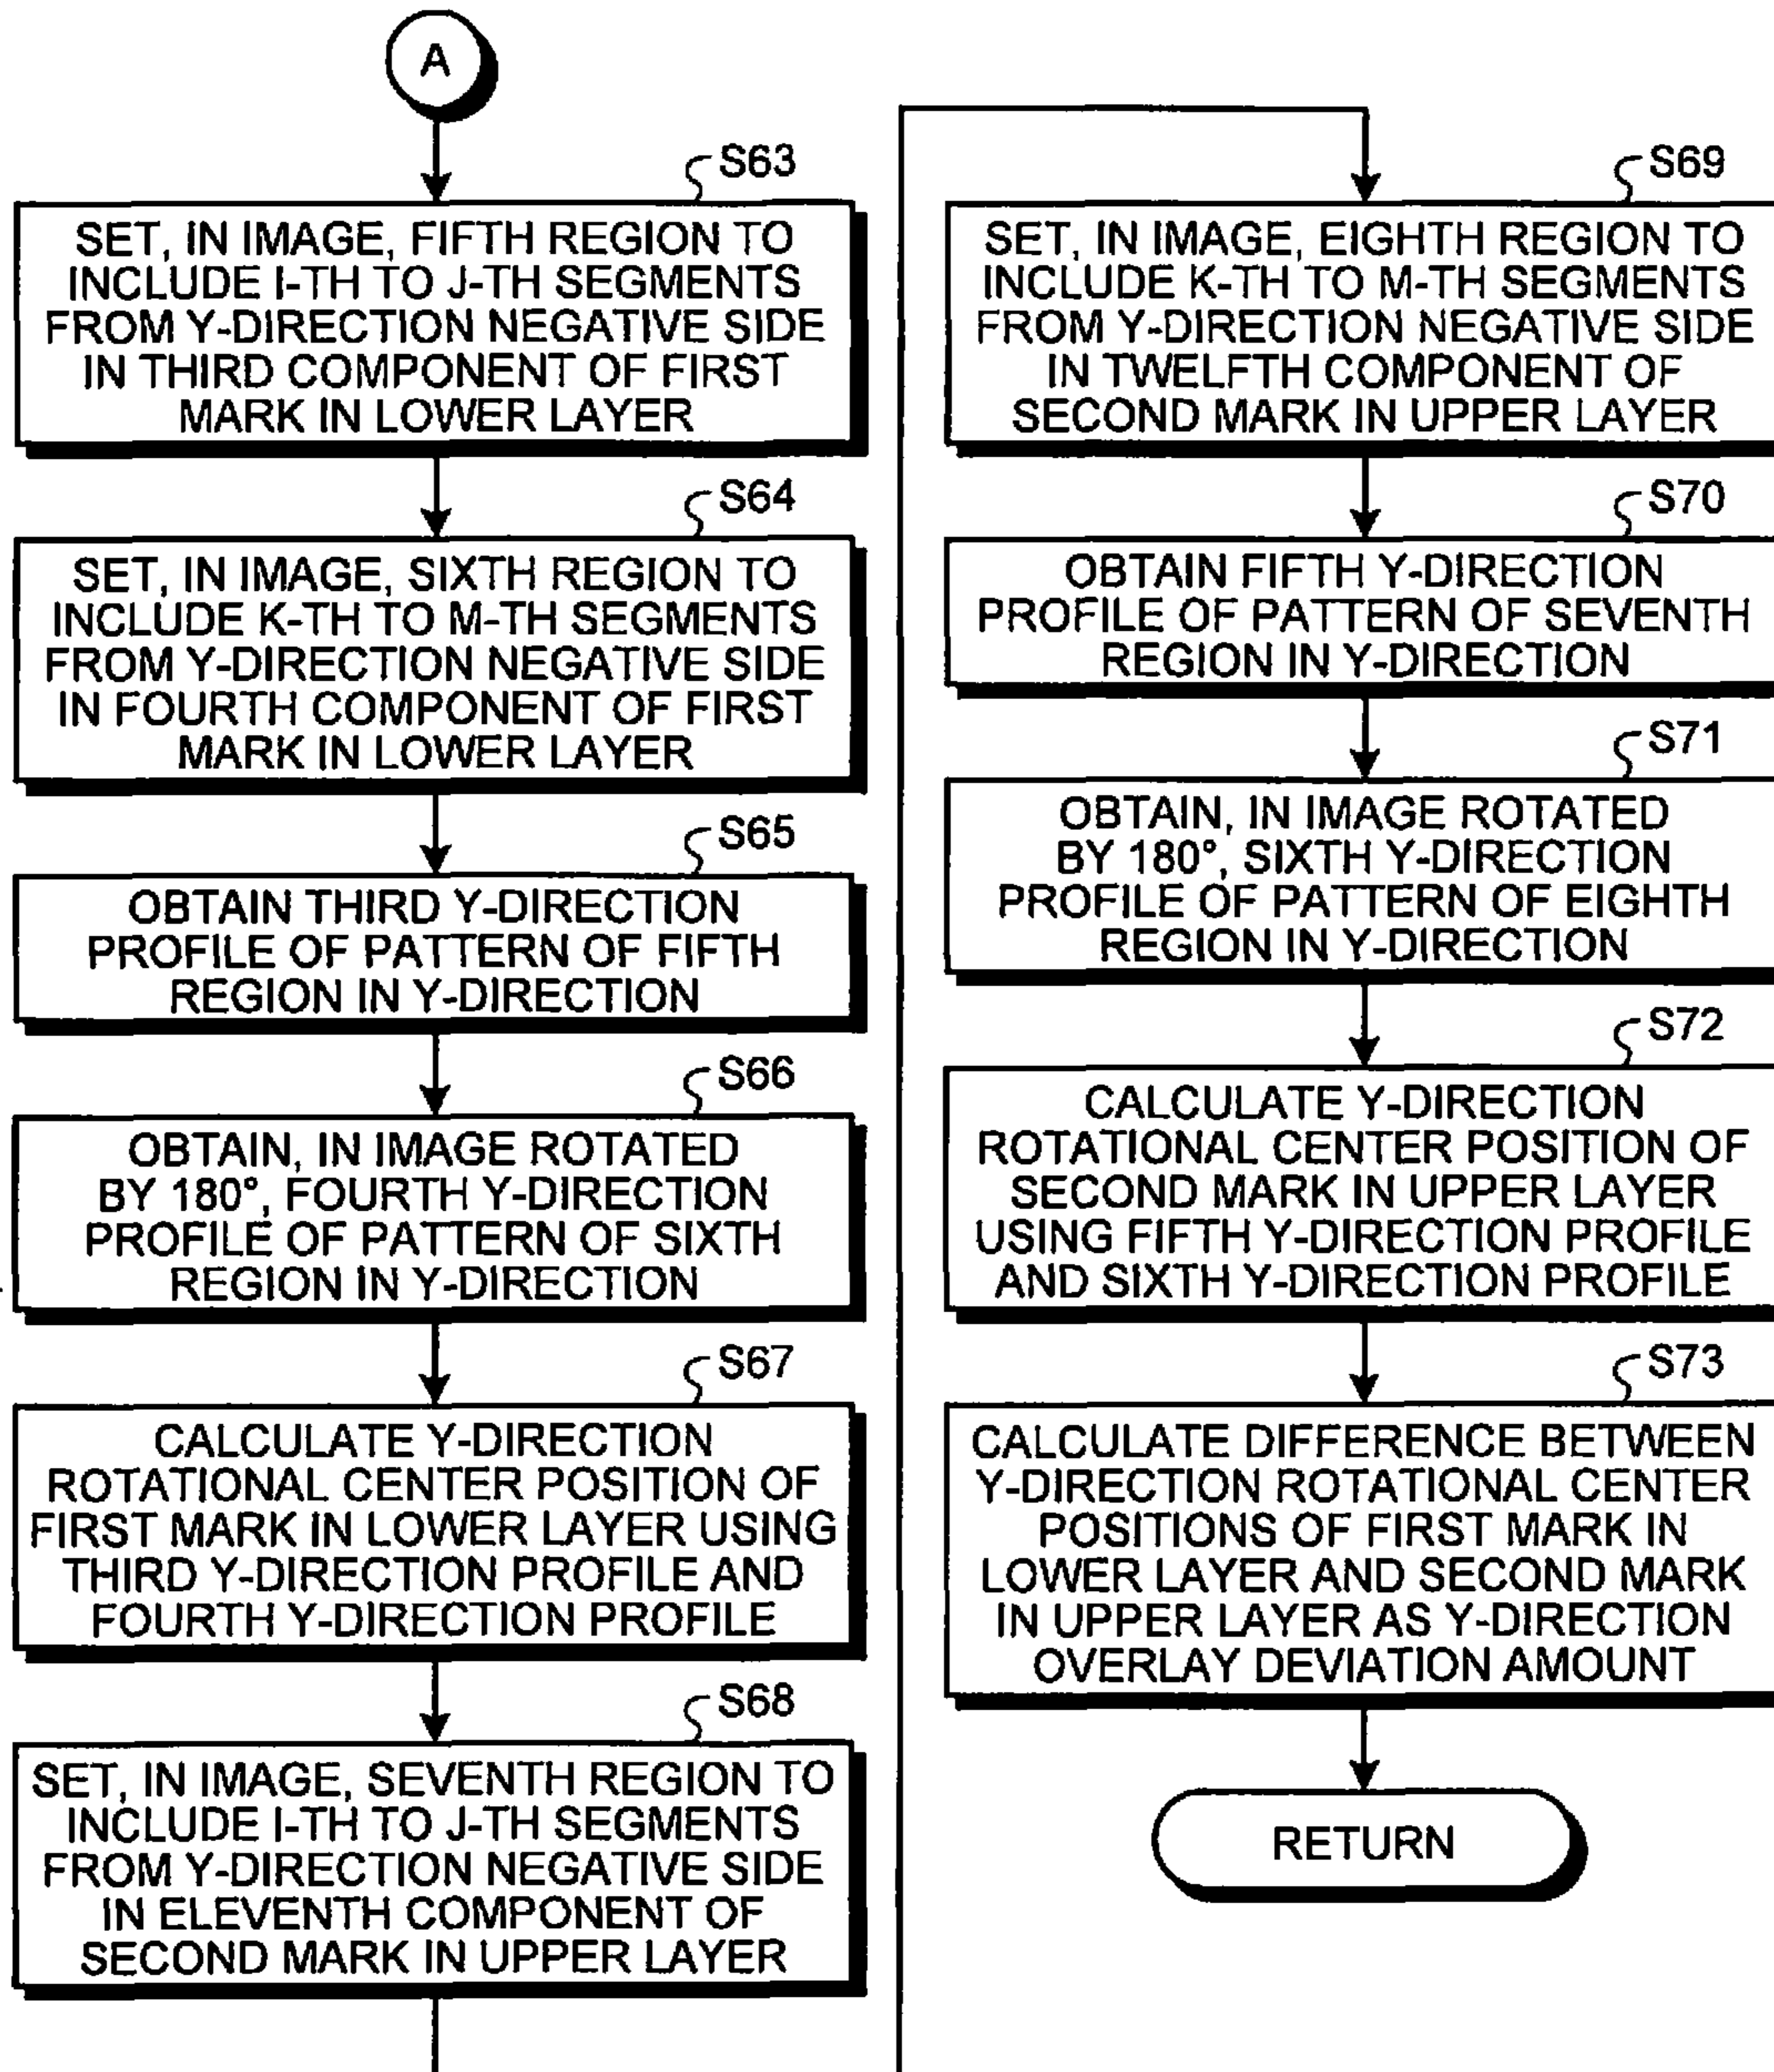 A
S63
SET, IN IMAGE, FIFTH REGION TO
INCLUDE I-TH TO J-TH SEGMENTS
FROM Y-DIRECTION NEGATIVE SIDE
IN THIRD COMPONENT OF FIRST
MARK IN LOWER LAYER
S64
SET, IN IMAGE, SIXTH REGION TO
INCLUDE K-TH TO M-TH SEGMENTS
FROM Y-DIRECTION NEGATIVE SIDE
IN FOURTH COMPONENT OF FIRST
MARK IN LOWER LAYER
S65
OBTAIN THIRD Y-DIRECTION
PROFILE OF PATTERN OF FIFTH
REGION IN Y-DIRECTION
S66
OBTAIN, IN IMAGE ROTATED
BY 180°, FOURTH Y-DIRECTION
PROFILE OF PATTERN OF SIXTH
REGION IN Y-DIRECTION
S67
CALCULATE Y-DIRECTION
ROTATIONAL CENTER POSITION OF
FIRST MARK IN LOWER LAYER USING
THIRD Y-DIRECTION PROFILE AND
FOURTH Y-DIRECTION PROFILE
S68
SET, IN IMAGE, SEVENTH REGION TO
INCLUDE I-TH TO J-TH SEGMENTS
FROM Y-DIRECTION NEGATIVE SIDE
IN ELEVENTH COMPONENT OF
SECOND MARK IN UPPER LAYER
S69
SET, IN IMAGE, EIGHTH REGION TO
INCLUDE K-TH TO M-TH SEGMENTS
FROM Y-DIRECTION NEGATIVE SIDE
IN TWELFTH COMPONENT OF
SECOND MARK IN UPPER LAYER
S70
OBTAIN FIFTH Y-DIRECTION
PROFILE OF PATTERN OF SEVENTH
REGION IN Y-DIRECTION
S71
OBTAIN, IN IMAGE ROTATED
BY 180°, SIXTH Y-DIRECTION
PROFILE OF PATTERN OF EIGHTH
REGION IN Y-DIRECTION
S72
CALCULATE Y-DIRECTION
ROTATIONAL CENTER POSITION OF
SECOND MARK IN UPPER LAYER
USING FIFTH Y-DIRECTION PROFILE
AND SIXTH Y-DIRECTION PROFILE
S73
CALCULATE DIFFERENCE BETWEEN
Y-DIRECTION ROTATIONAL CENTER
POSITIONS OF FIRST MARK IN
LOWER LAYER AND SECOND MARK
IN UPPER LAYER AS Y-DIRECTION
OVERLAY DEVIATION AMOUNT
RETURN